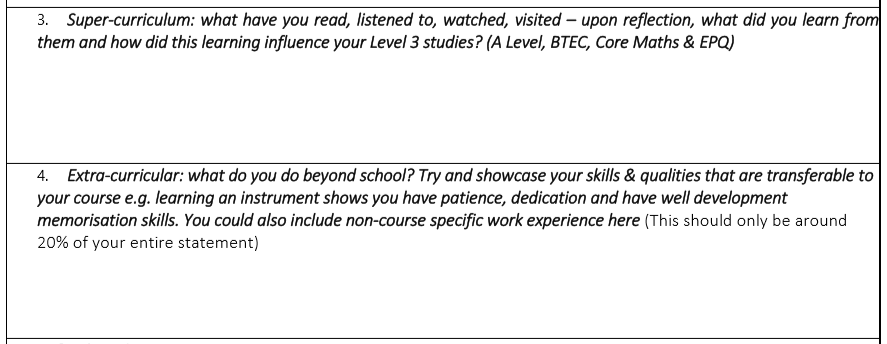 3. Super-curriculum: what have you read, listened to, watched, visited – upon reflection, what did you learn from
them and how did this learning influence your Level 3 studies? (A Level, BTEC, Core Maths & EPQ)
4. Extra-curricular: what do you do beyond school? Try and showcase your skills & qualities that are transferable to
your course e.g. learning an instrument shows you have patience, dedication and have well development
memorisation skills. You could also include non-course specific work experience here (This should only be around
20% of your entire statement)